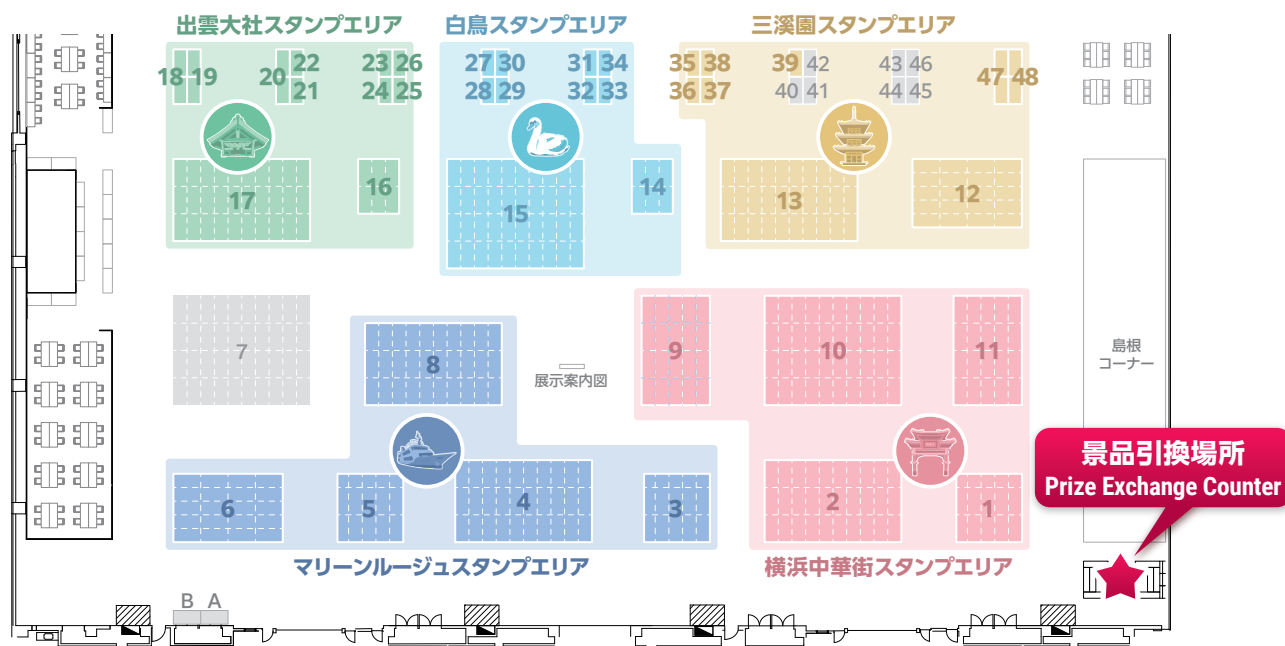 出雲大社スタンプエリア
白鳥スタンプエリア
三溪園スタンプエリア
18 19 20 22 23 26
21 24 25
27 30 31 34
28 29 32 33
35 38 39 42 43 46 47 48
36 37 40 41 44 45
17 16 15 14 13 12
7 8 9 10 11
展示案内図
島根
コーナー
景品引換場所
Prize Exchange Counter
6 5 4 3 2 1
マリーンルージュスタンプエリア
横浜中華街スタンプエリア
B A